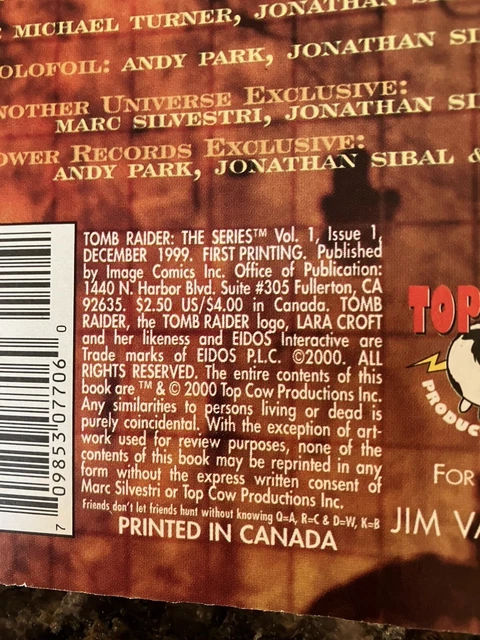 : MICHAEL TURNER, JONATHAN SI
OLOFOIL: ANDY PARK, JONATHAN SI
NOTHER UNIVERSE EXCLUSIVE:
MARC SILVESTRI, JONATHAN SI
OWER RECORDS EXCLUSIVE:
ANDY PARK, JONATHAN SIBAL &
TOMB RAIDER: THE SERIES™ Vol. 1, Issue 1,
DECEMBER 1999. FIRST PRINTING. Published
by Image Comics Inc. Office of Publication:
1440 N. Harbor Blvd. Suite #305 Fullerton, CA
92635. $2.50 US/$4.00 in Canada. TOMB
RAIDER, the TOMB RAIDER logo, LARA CROFT
and her likeness and EIDOS Interactive are
Trade marks of EIDOS P.L.C. ©2000. ALL
RIGHTS RESERVED. The entire contents of this
book are ™ & © 2000 Top Cow Productions Inc.
Any similarities to persons living or dead is
purely coincidental. With the exception of art-
work used for review purposes, none of the
contents of this book may be reprinted in any
form without the express written consent of
Marc Silvestri or Top Cow Productions Inc.
Friends don't let friends hunt without knowing Q=A, R=C & D=W, K=B
PRINTED IN CANADA
7 09853 07706 0
TOP
PRODUC
FOR
JIM VA